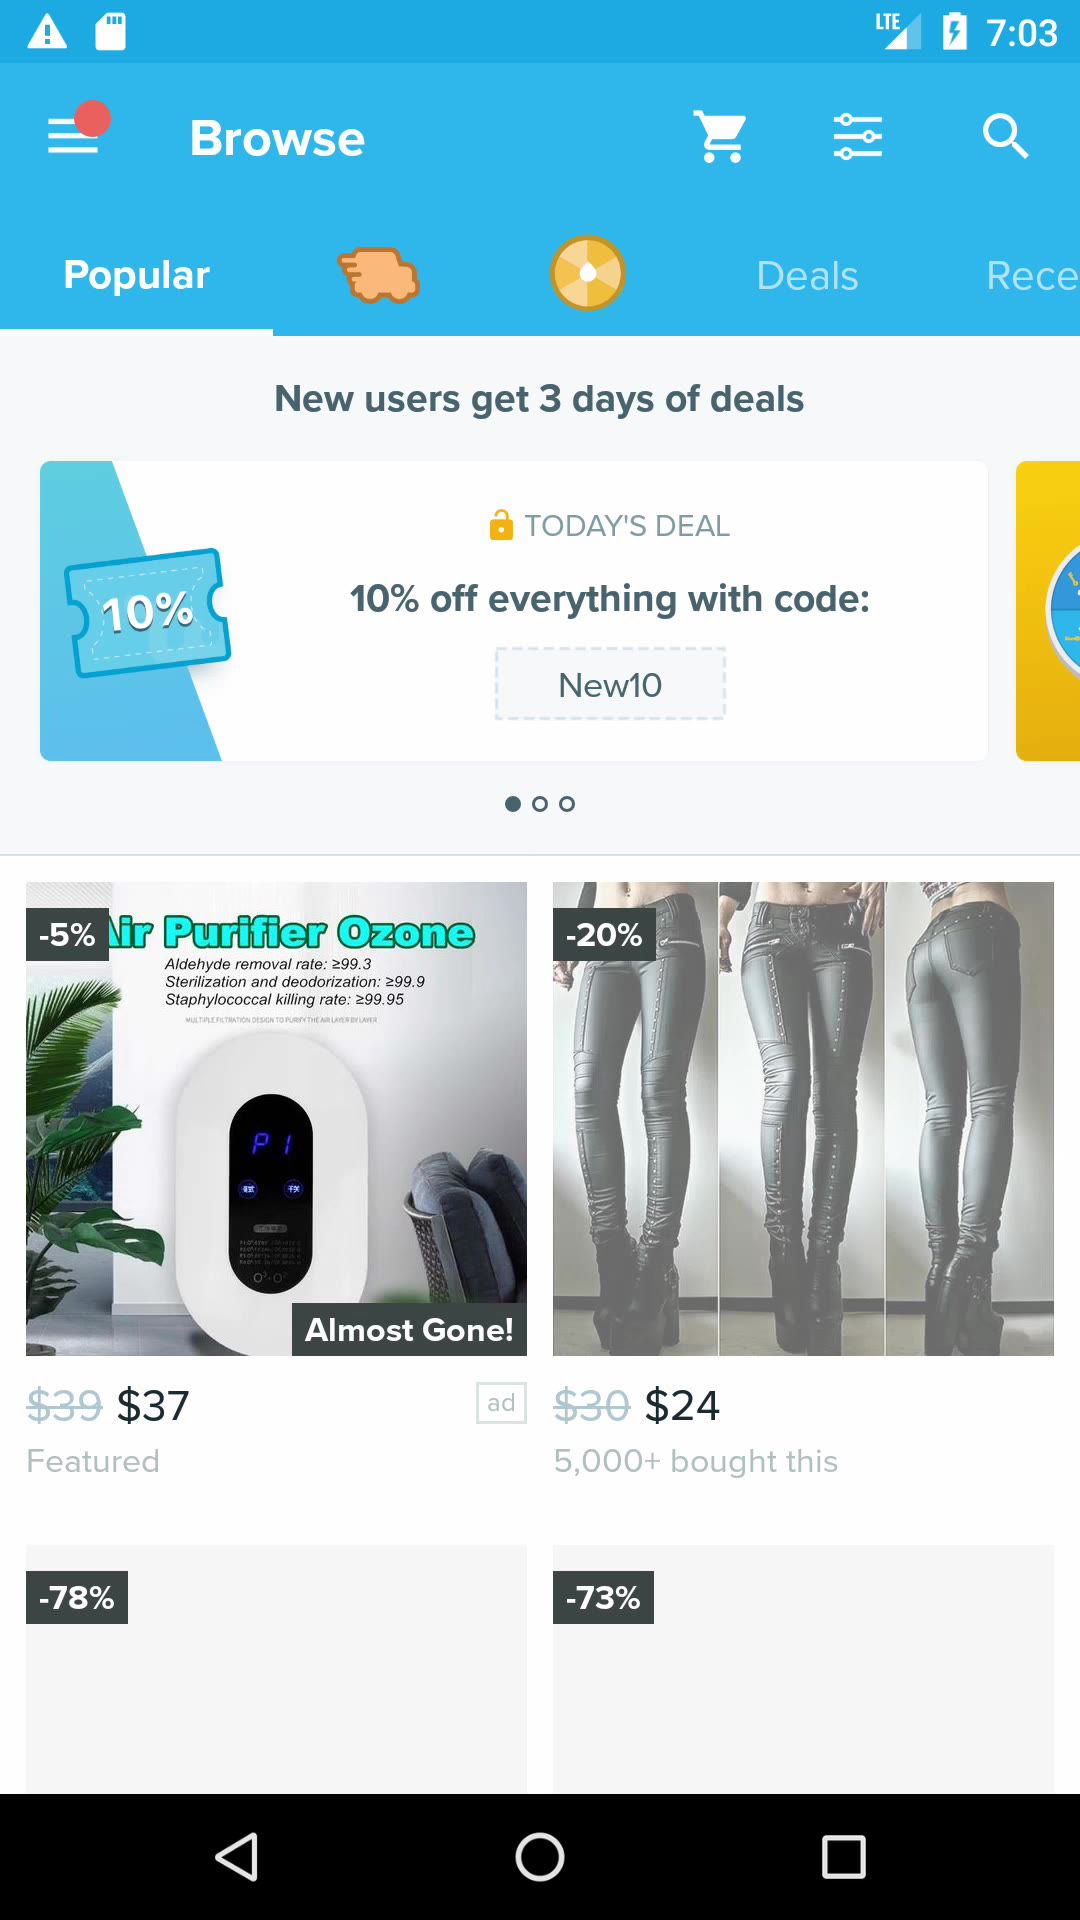 LTE 7:03
Browse
Popular Deals Rece
New users get 3 days of deals
TODAY'S DEAL
10%
10% off everything with code:
New10
-5%
Air Purifier Ozone
Aldehyde removal rate: ≥99.3
Sterilization and deodorization: ≥99.9
Staphylococcal killing rate: ≥99.95
MULTIPLE FILTRATION DESIGN TO PURIFY THE AIR LAYER BY LAYER
P1
Almost Gone!
$39 $37 ad
Featured
-20%
$30 $24
5,000+ bought this
-78%
-73%